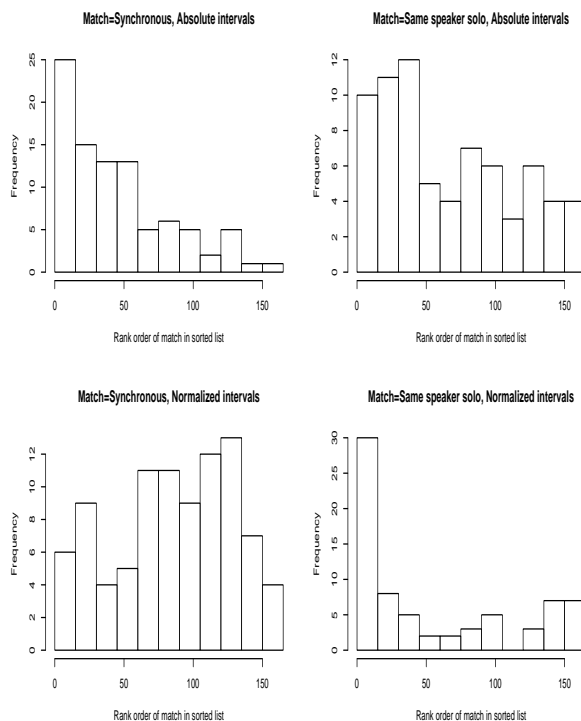 Match=Synchronous, Absolute intervals
Frequency
25
20
15
10
5
0
0 50 100 150
Rank order of match in sorted list
Match=Same speaker solo, Absolute intervals
Frequency
12
10
8
6
4
2
0
0 50 100 150
Rank order of match in sorted list
Match=Synchronous, Normalized intervals
Frequency
12
10
8
6
4
2
0
0 50 100 150
Rank order of match in sorted list
Match=Same speaker solo, Normalized intervals
Frequency
30
25
20
15
10
5
0
0 50 100 150
Rank order of match in sorted list